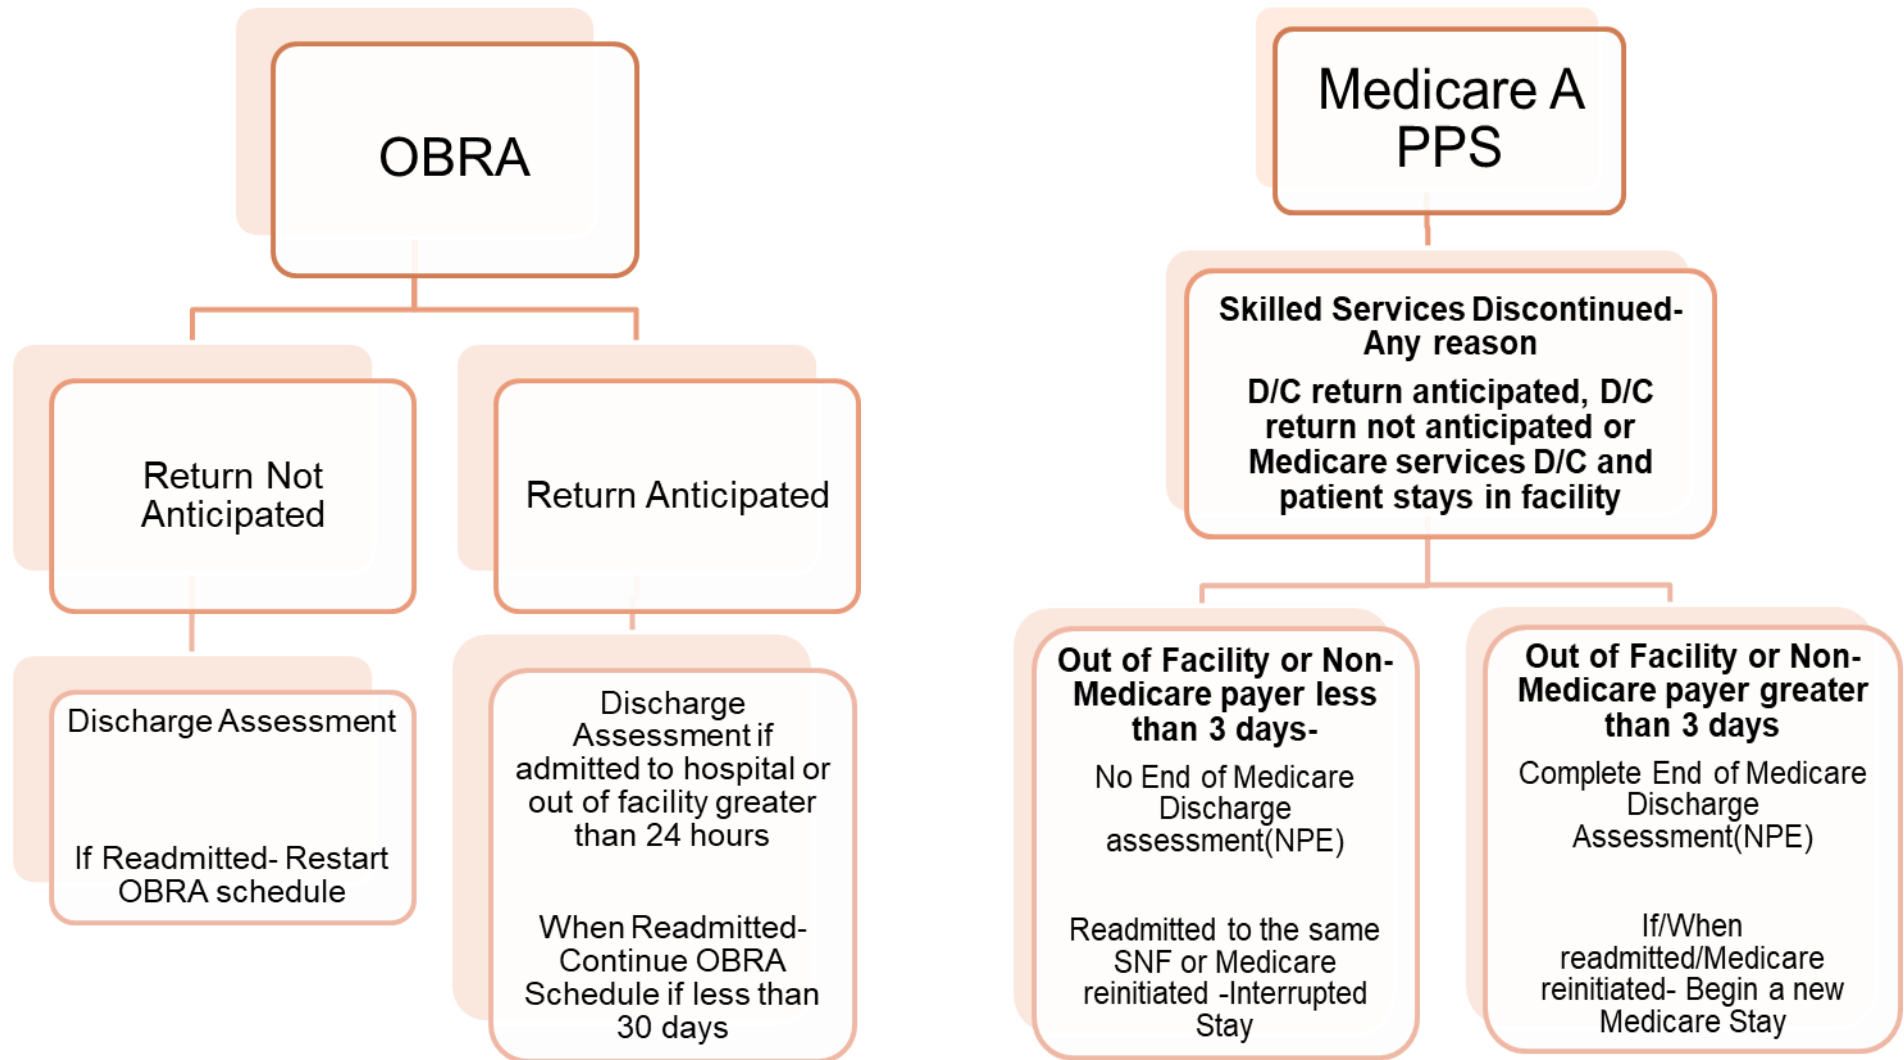 OBRA
Return Not
Anticipated
Return Anticipated
Discharge Assessment
If Readmitted- Restart
OBRA schedule
Discharge
Assessment if
admitted to hospital or
out of facility greater
than 24 hours
When Readmitted-
Continue OBRA
Schedule if less than
30 days
Medicare A
PPS
Skilled Services Discontinued-
Any reason
D/C return anticipated, D/C
return not anticipated or
Medicare services D/C and
patient stays in facility
Out of Facility or Non-
Medicare payer less
than 3 days-
No End of Medicare
Discharge
assessment(NPE)
Readmitted to the same
SNF or Medicare
reinitiated -Interrupted
Stay
Out of Facility or Non-
Medicare payer greater
than 3 days
Complete End of Medicare
Discharge
Assessment(NPE)
If/When
readmitted/Medicare
reinitiated- Begin a new
Medicare Stay